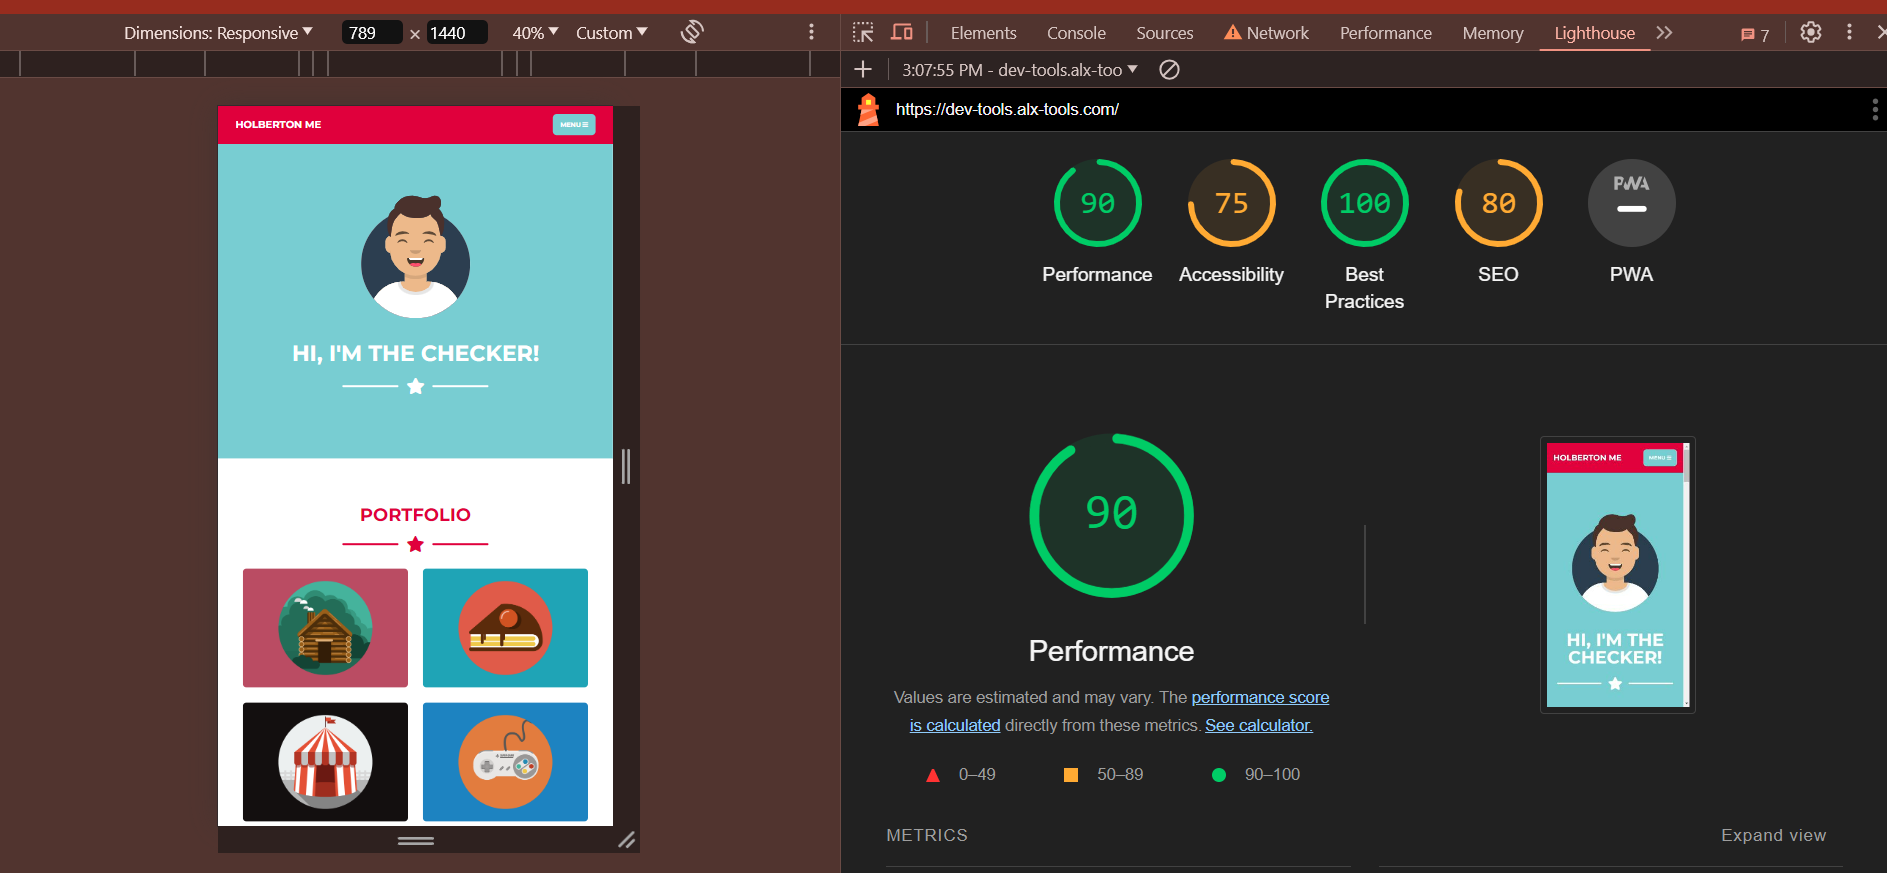 Dimensions: Responsive 789 × 1440 40% Custom
Elements Console Sources Network Performance Memory Lighthouse 7
3:07:55 PM - dev-tools.alx-too
https://dev-tools.alx-tools.com/
HOLBERTON ME MENU
HI, I'M THE CHECKER!
PORTFOLIO
90 75 100 80 PWA
Performance Accessibility Best Practices SEO PWA
90
Performance
Values are estimated and may vary. The performance score
is calculated directly from these metrics. See calculator.
0–49 50–89 90–100
HOLBERTON ME MENU
HI, I'M THE
CHECKER!
METRICS Expand view